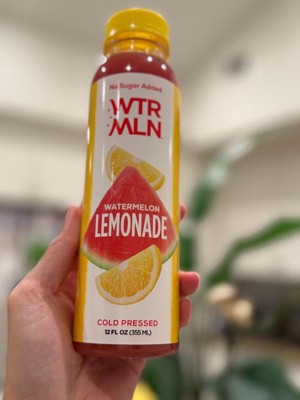 No Sugar Added
WTR
MLN
WATERMELON
LEMONADE
COLD PRESSED
12 FL OZ (355 ML)